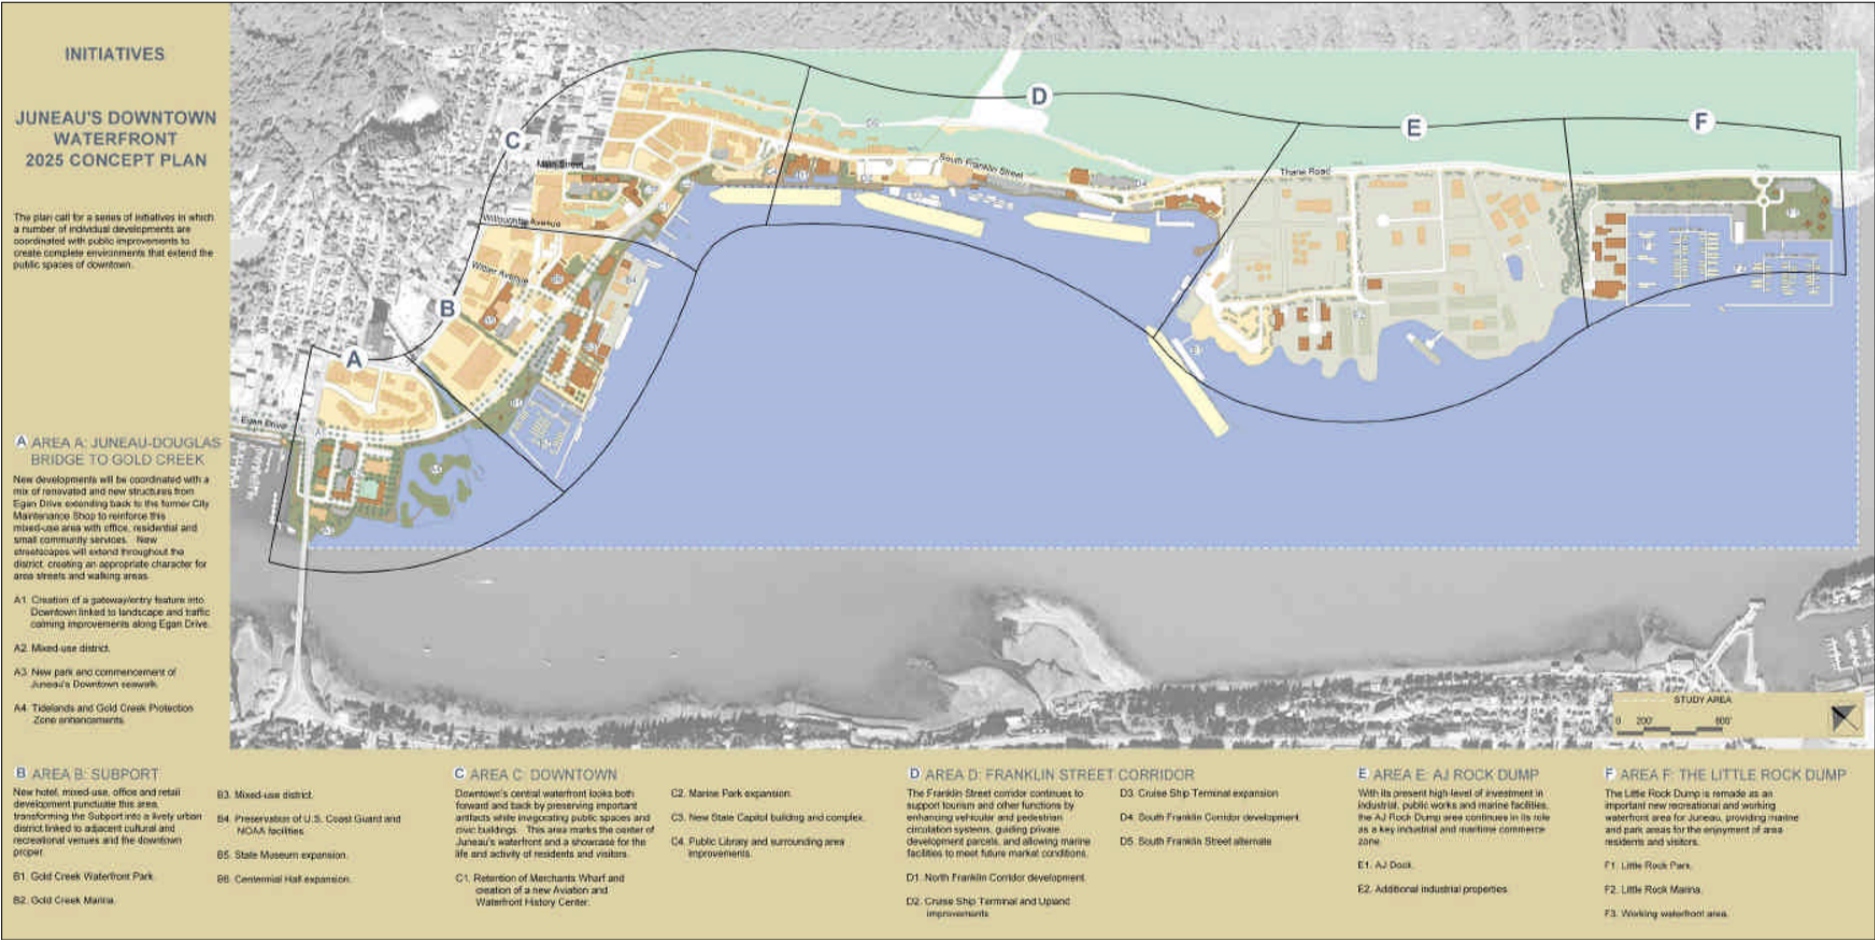 INITIATIVES
JUNEAU'S DOWNTOWN
WATERFRONT
2025 CONCEPT PLAN
The plan call for a series of initiatives in which
a number of individual developments are
coordinated with public improvements to
create complete environments that extend the
public spaces of downtown.
A AREA A: JUNEAU-DOUGLAS
BRIDGE TO GOLD CREEK
New developments will be coordinated with a
mix of renovated and new structures from
Egan Drive extending back to the former City
Maintenance Shop to reinforce this
mixed-use area with office, residential and
small community services. New
streetscapes will extend throughout the
district, creating an appropriate character for
area streets and walking areas.
A1. Creation of a gateway/entry feature into
Downtown linked to landscape and traffic
calming improvements along Egan Drive.
A2. Mixed-use district.
A3. New park and commencement of
Juneau's Downtown seawalk.
A4. Tidelands and Gold Creek Protection
Zone enhancements.
A
B
C
D
E
F
Main Street
Willoughby Avenue
Whittier Avenue
Egan Drive
South Franklin Street
Thane Road
STUDY AREA
0 200' 800'
B AREA B: SUBPORT
New hotel, mixed-use, office and retail
development punctuate this area,
transforming the Subport into a lively urban
district linked to adjacent cultural and
recreational venues and the downtown
proper.
B1. Gold Creek Waterfront Park.
B2. Gold Creek Marina.
B3. Mixed-use district.
B4. Preservation of U.S. Coast Guard and
NOAA facilities.
B5. State Museum expansion.
B6. Centennial Hall expansion.
C AREA C: DOWNTOWN
Downtown's central waterfront looks both
forward and back by preserving important
artifacts while invigorating public spaces and
civic buildings. This area marks the center of
Juneau's waterfront and a showcase for the
life and activity of residents and visitors.
C1. Retention of Merchants Wharf and
creation of a new Aviation and
Waterfront History Center.
C2. Marine Park expansion.
C3. New State Capitol building and complex.
C4. Public Library and surrounding area
improvements.
D AREA D: FRANKLIN STREET CORRIDOR
The Franklin Street corridor continues to
support tourism and other functions by
enhancing vehicular and pedestrian
circulation systems, guiding private
development parcels, and allowing marine
facilities to meet future market conditions.
D1. North Franklin Corridor development.
D2. Cruise Ship Terminal and Upland
improvements
D3. Cruise Ship Terminal expansion
D4. South Franklin Corridor development.
D5. South Franklin Street alternate
E AREA E: AJ ROCK DUMP
With its present high-level of investment in
industrial, public works and marine facilities,
the AJ Rock Dump area continues in its role
as a key industrial and maritime commerce
zone.
E1. AJ Dock.
E2. Additional industrial properties
F AREA F: THE LITTLE ROCK DUMP
The Little Rock Dump is remade as an
important new recreational and working
waterfront area for Juneau, providing marine
and park areas for the enjoyment of area
residents and visitors.
F1. Little Rock Park.
F2. Little Rock Marina.
F3. Working waterfront area.